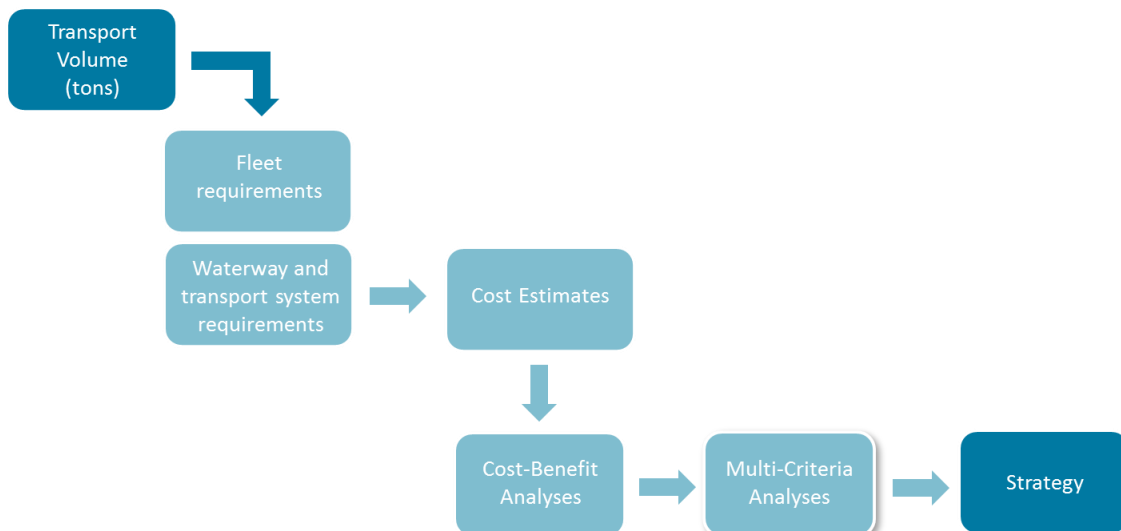 Transport
Volume
(tons)
Fleet
requirements
Waterway and
transport system
requirements
Cost Estimates
Cost-Benefit
Analyses
Multi-Criteria
Analyses
Strategy